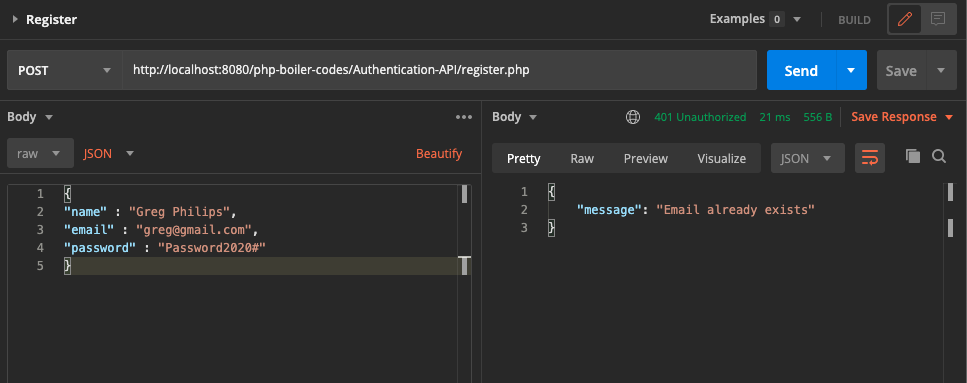 Register
Examples 0 BUILD
POST http://localhost:8080/php-boiler-codes/Authentication-API/register.php Send Save
Body
raw JSON Beautify
1 {
2 "name" : "Greg Philips",
3 "email" : "greg@gmail.com",
4 "password" : "Password2020#"
5 }
Body 401 Unauthorized 21 ms 556 B Save Response
Pretty Raw Preview Visualize JSON
1 {
2 "message": "Email already exists"
3 }